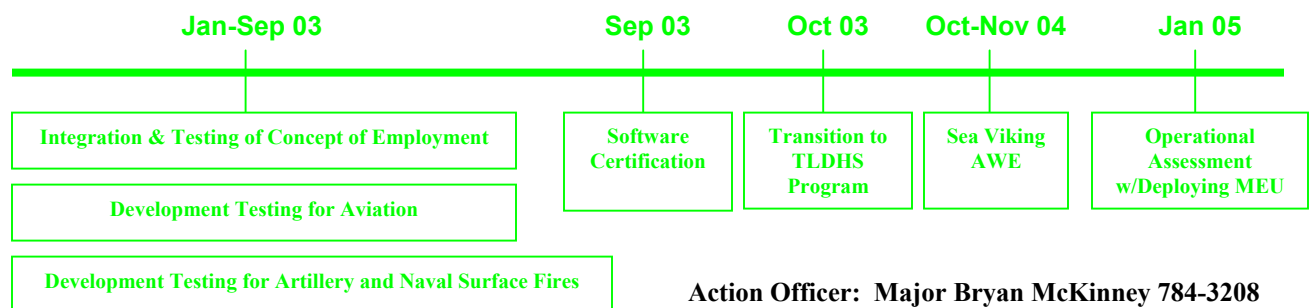 Jan-Sep 03
Sep 03
Oct 03
Oct-Nov 04
Jan 05
Integration & Testing of Concept of Employment
Development Testing for Aviation
Development Testing for Artillery and Naval Surface Fires
Software
Certification
Transition to
TLDHS
Program
Sea Viking
AWE
Operational
Assessment
w/Deploying MEU
Action Officer: Major Bryan McKinney 784-3208